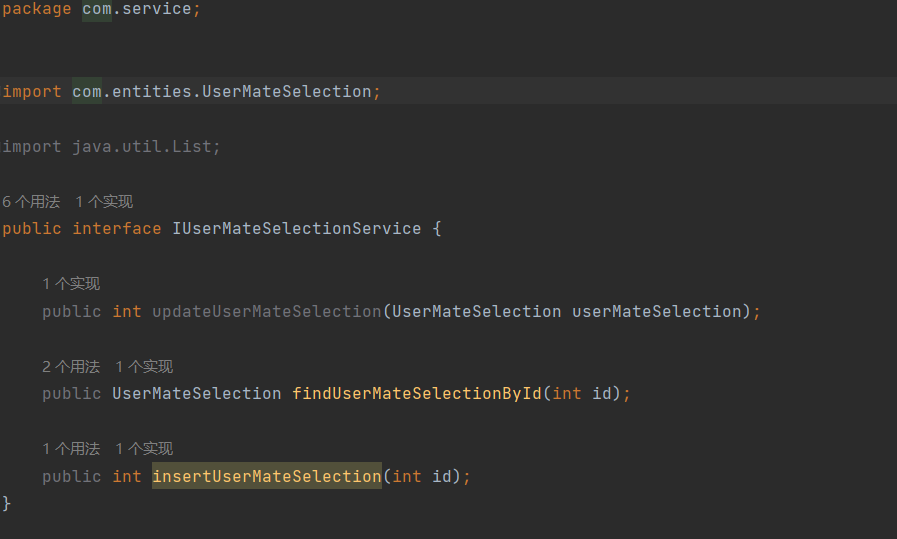 package com.service;
import com.entities.UserMateSelection;
import java.util.List;
6 个用法 1 个实现
public interface IUserMateSelectionService {
1 个实现
public int updateUserMateSelection(UserMateSelection userMateSelection);
2 个用法 1 个实现
public UserMateSelection findUserMateSelectionById(int id);
1 个用法 1 个实现
public int insertUserMateSelection(int id);
}